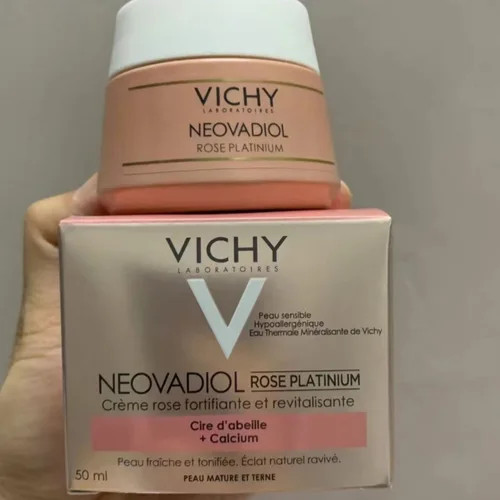 VICHY
LABORATOIRES
NEOVADIOL
ROSE PLATINIUM
VICHY
LABORATOIRES
V
Peau sensible
Hypoallergénique
Eau Thermale Minéralisante de Vichy
NEOVADIOL ROSE PLATINIUM
Crème rose fortifiante et revitalisante
Cire d'abeille
+ Calcium
Peau fraîche et tonifiée. Éclat naturel ravivé.
50 ml PEAU MATURE ET TERNE